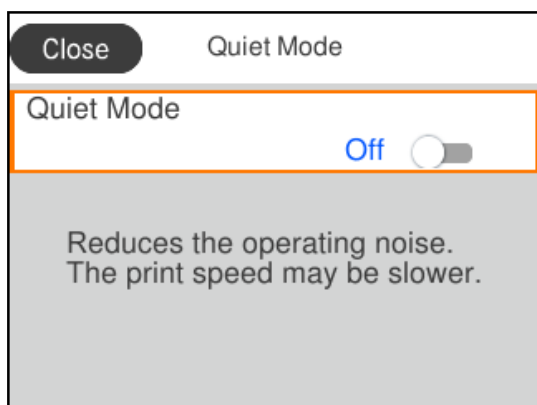 Close Quiet Mode
Quiet Mode
Off
Reduces the operating noise.
The print speed may be slower.